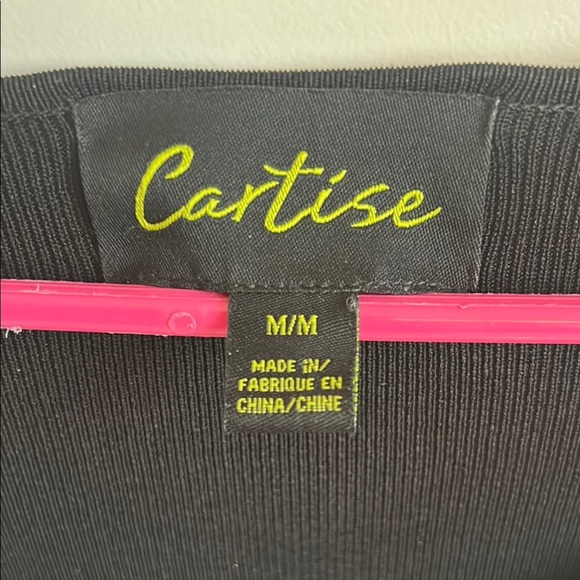 Cartise
M/M
MADE IN/
FABRIQUE EN
CHINA/CHINE